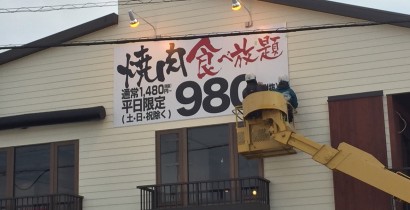 焼肉食べ放題
通常1,480円
平日限定
(土・日・祝除く)
980